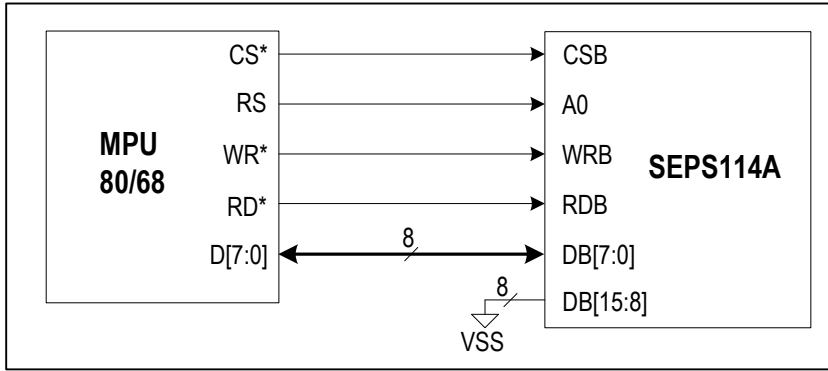 CS* CSB
RS A0
MPU
80/68
WR* WRB
SEPS114A
RD* RDB
D[7:0] 8 DB[7:0]
8 DB[15:8]
VSS